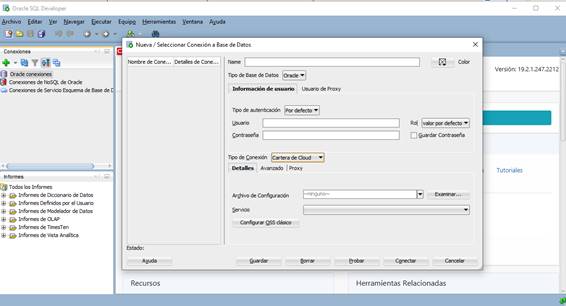 Oracle SQL Developer
Archivo Editar Ver Navegar Ejecutar Equipo Herramientas Ventana Ayuda
Conexiones
Oracle conexiones
Conexiones de NoSQL de Oracle
Conexiones de Servicio Esquema de Base de D
Informes
Todos los Informes
Informes de Diccionario de Datos
Informes Definidos por el Usuario
Informes de Modelador de Datos
Informes de OLAP
Informes de TimesTen
Informes de Vista Analítica
Nueva / Seleccionar Conexión a Base de Datos
Nombre de Cone... Detalles de Cone...
Name Color
Tipo de Base de Datos Oracle
Información de usuario Usuario de Proxy
Tipo de autenticación Por defecto
Usuario Rol valor por defecto
Contraseña Guardar Contraseña
Tipo de Conexión Cartera de Cloud
Detalles Avanzado Proxy
Archivo de Configuración --ninguno-- Examinar...
Servicio
Configurar OSS clásico
Estado:
Ayuda Guardar Borrar Probar Conectar Cancelar
Versión: 19.2.1.247.2212
Tutoriales
Recursos
Herramientas Relacionadas